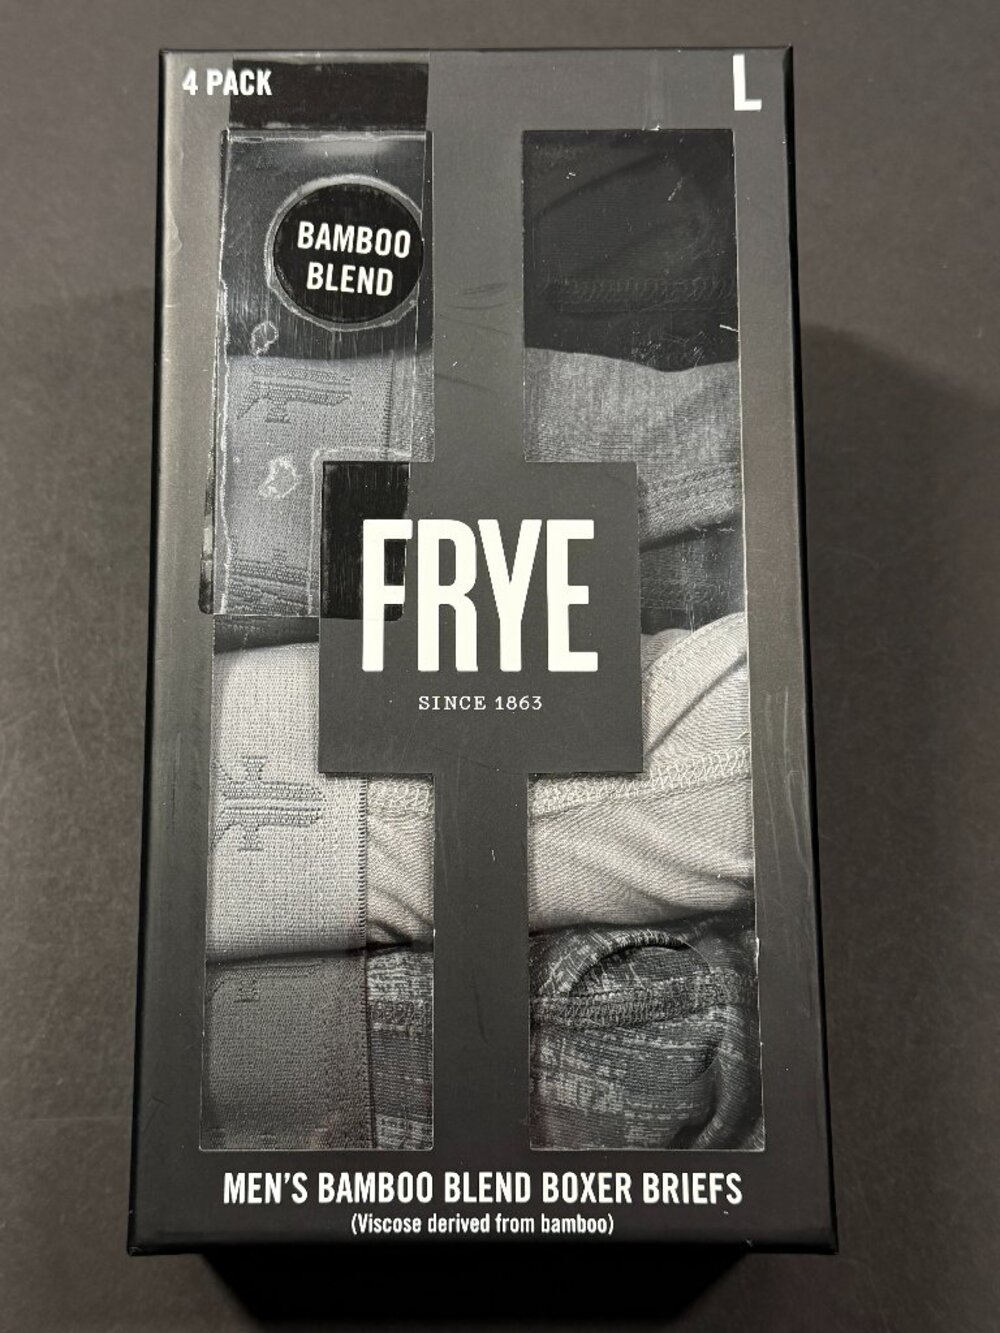 4 PACK
L
BAMBOO
BLEND
FRYE
SINCE 1863
MEN'S BAMBOO BLEND BOXER BRIEFS
(Viscose derived from bamboo)